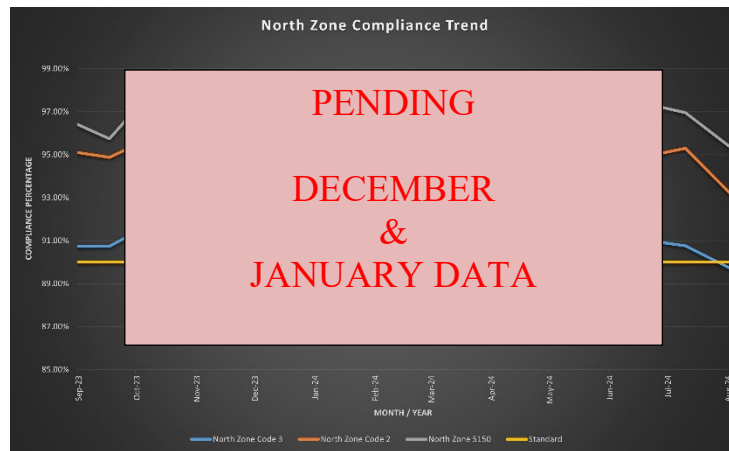 North Zone Compliance Trend
99.00%
97.00%
95.00%
93.00%
91.00%
89.00%
87.00%
85.00%
COMPLIANCE PERCENTAGE
PENDING
DECEMBER
&
JANUARY DATA
Sep-23
Oct-23
Nov-23
Dec-23
Jan-24
Feb-24
Mar-24
Apr-24
May-24
Jun-24
Jul-24
Aug-24
MONTH / YEAR
North Zone Code 3
North Zone Code 2
North Zone 5150
Standard